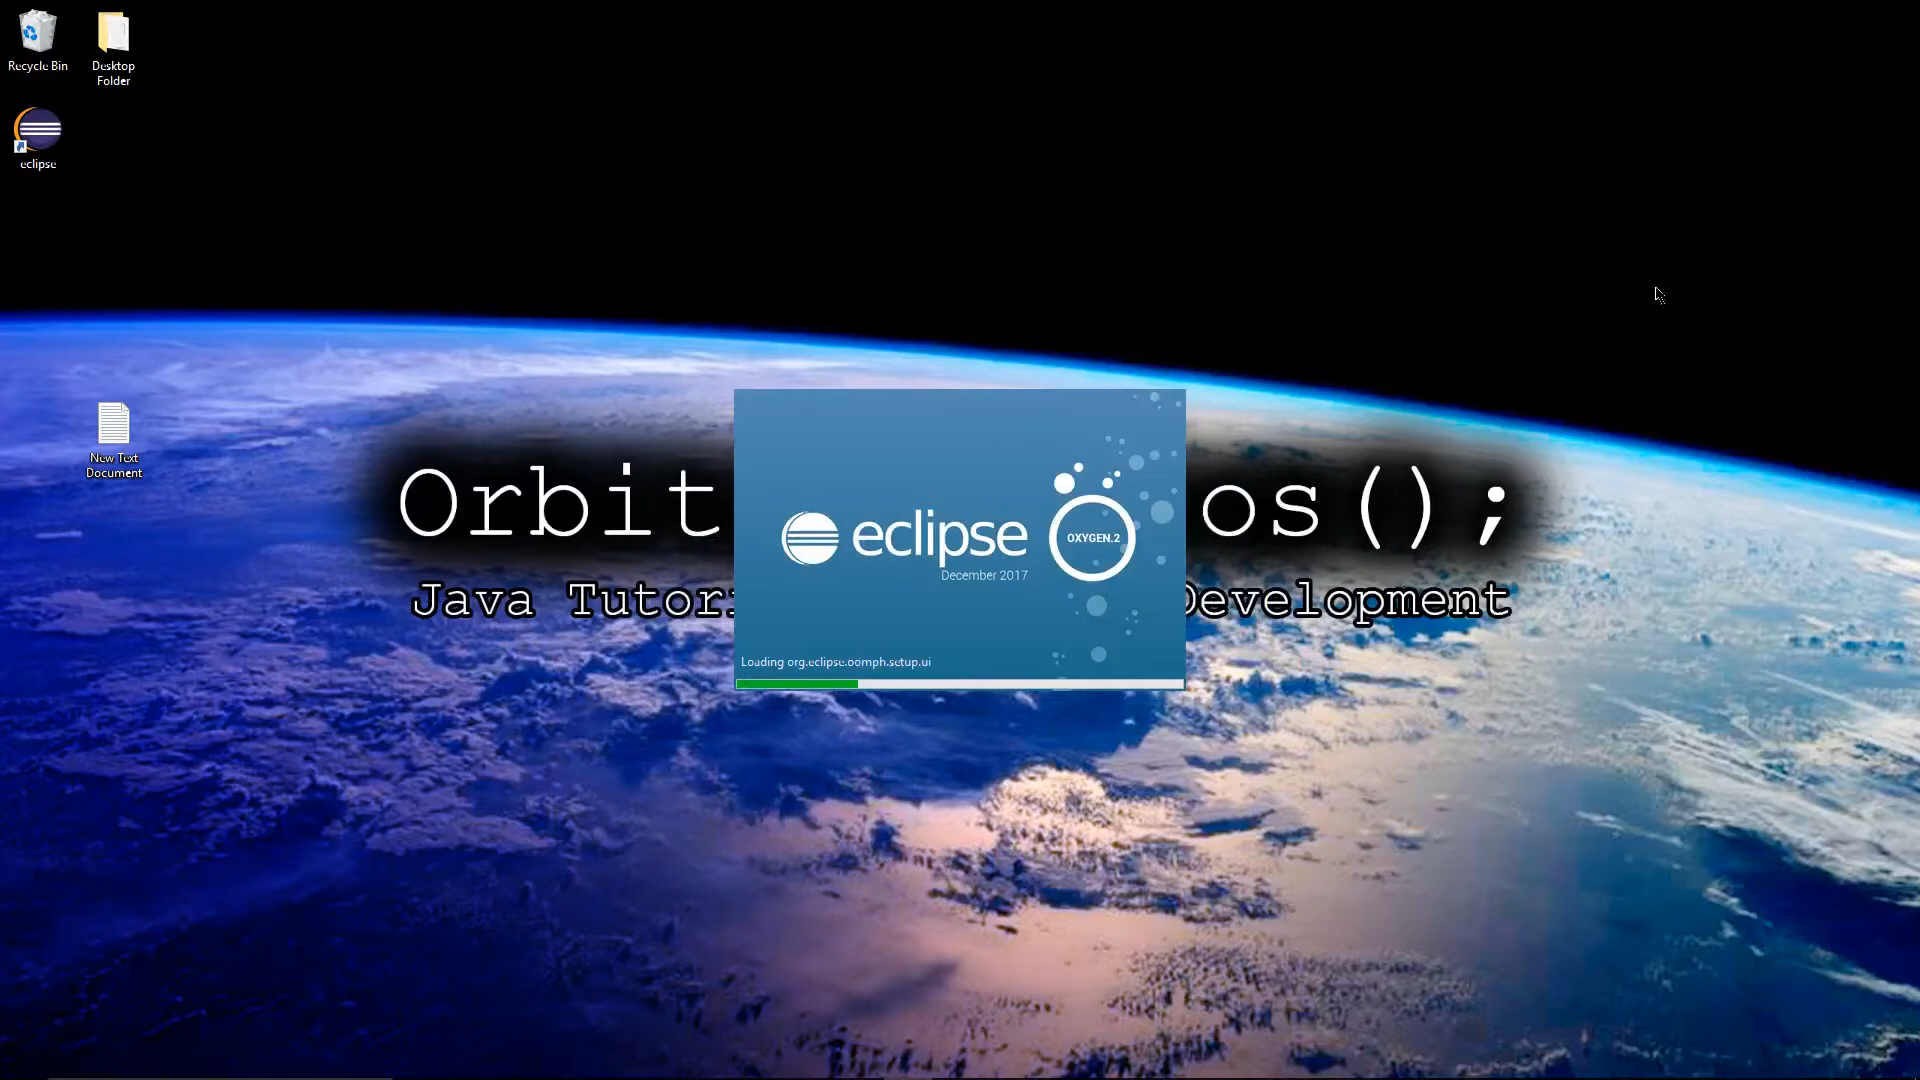 Recycle Bin
Desktop
Folder
eclipse
New Text
Document
Orbit
os();
Java Tutori
Development
eclipse
OXYGEN.2
December 2017
Loading org.eclipse.oomph.setup.ui